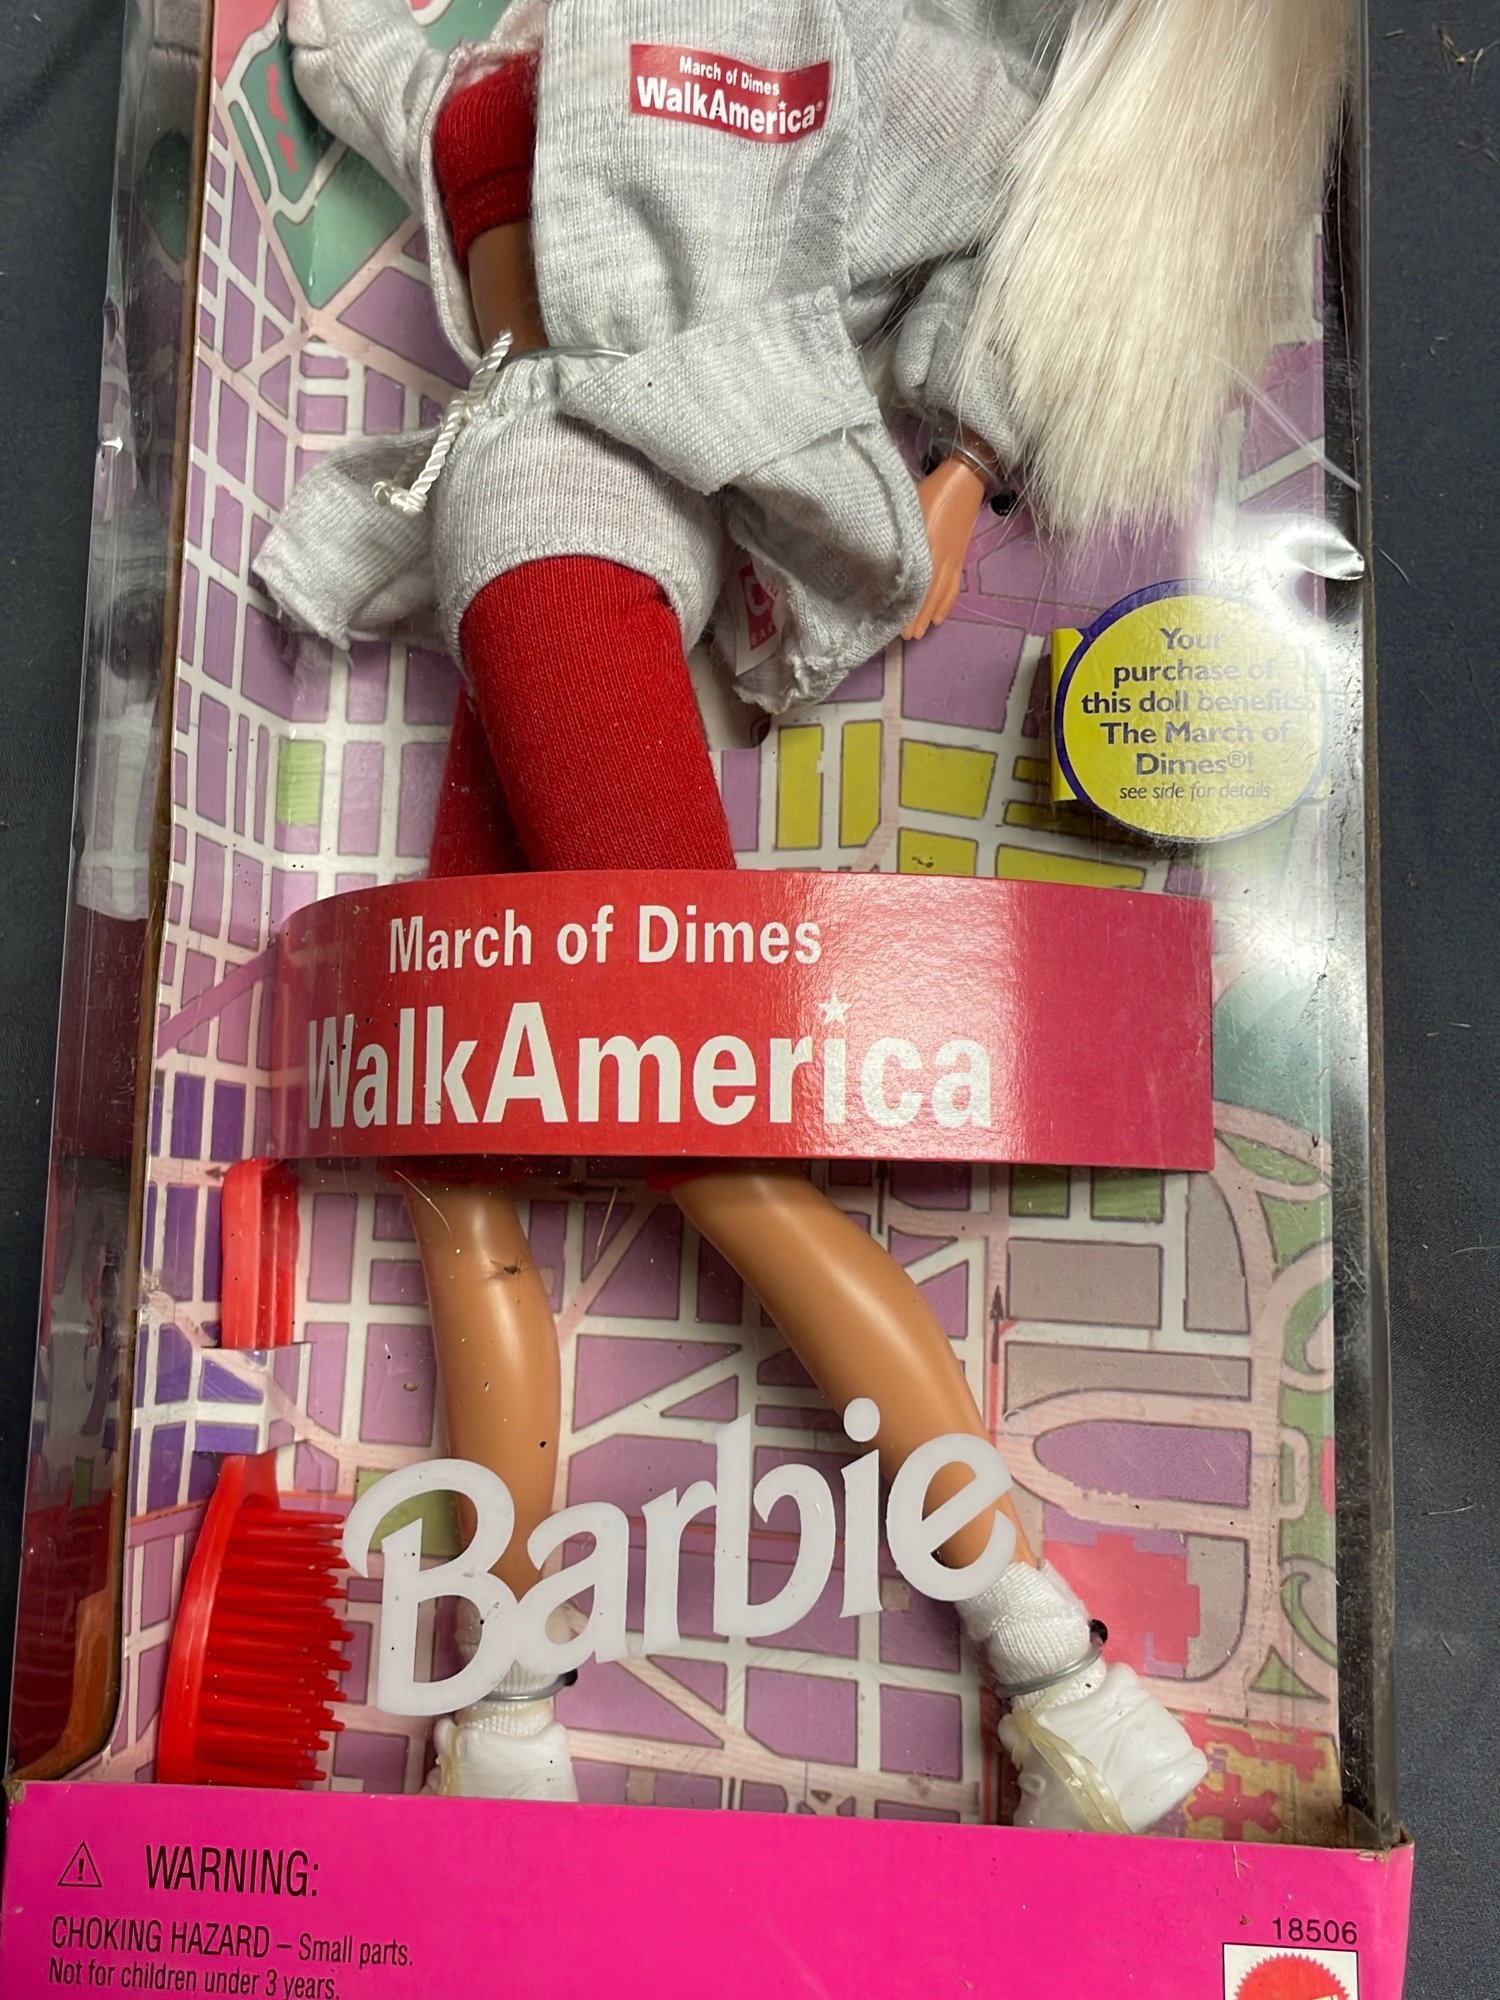 March of Dimes
WalkAmerica®
Your
purchase of
this doll benefits
The March of
Dimes®!
see side for details
March of Dimes
WalkAmerica
Barbie
WARNING:
CHOKING HAZARD – Small parts.
Not for children under 3 years.
18506